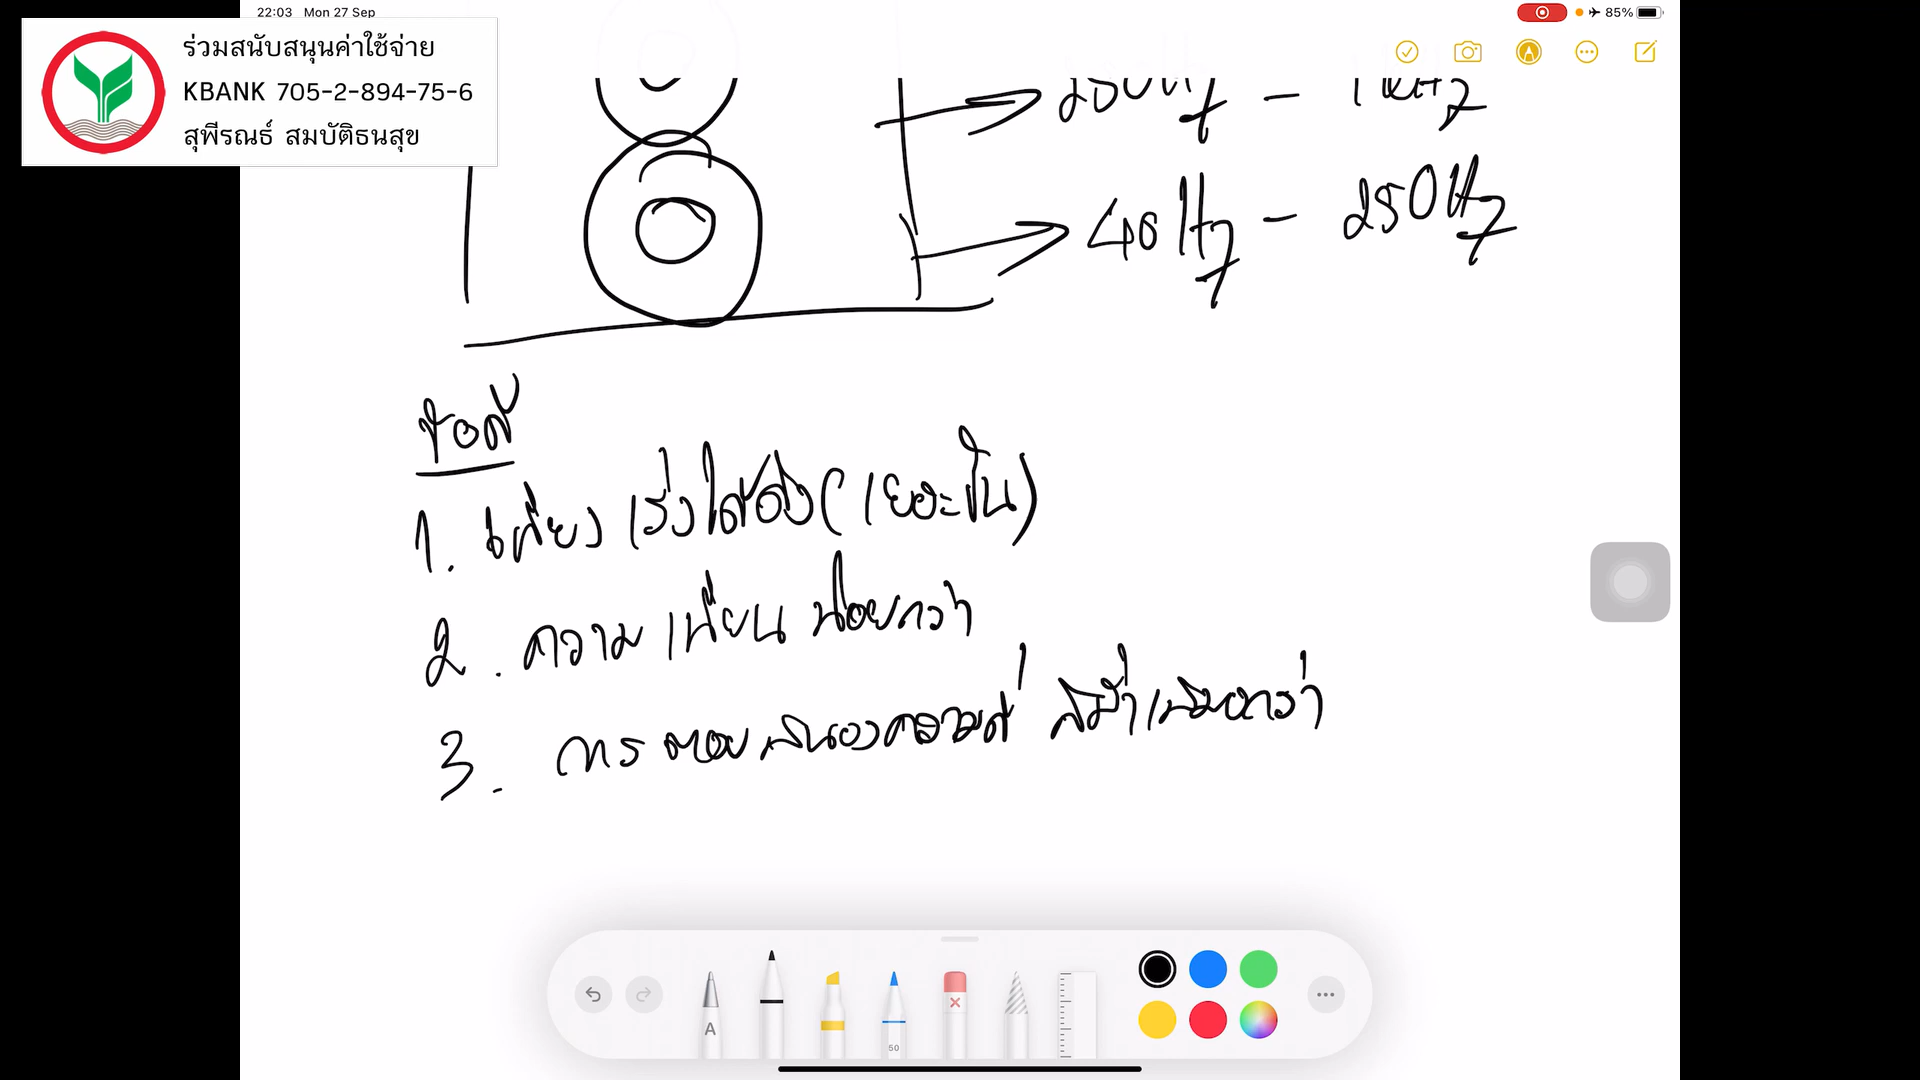 22:03 Mon 27 Sep
85%
ร่วมสนับสนุนค่าใช้จ่าย
KBANK 705-2-894-75-6
สุพีรณธ์ สมบัติธนสุข
250Hz - 1kHz
40Hz - 250Hz
ข้อดี
1. เสียง เร่งได้ดัง (เยอะขึ้น)
2. ความเพี้ยน น้อยกว่า
3. การตอบสนองความถี่ สม่ำเสมอกว่า
A
50